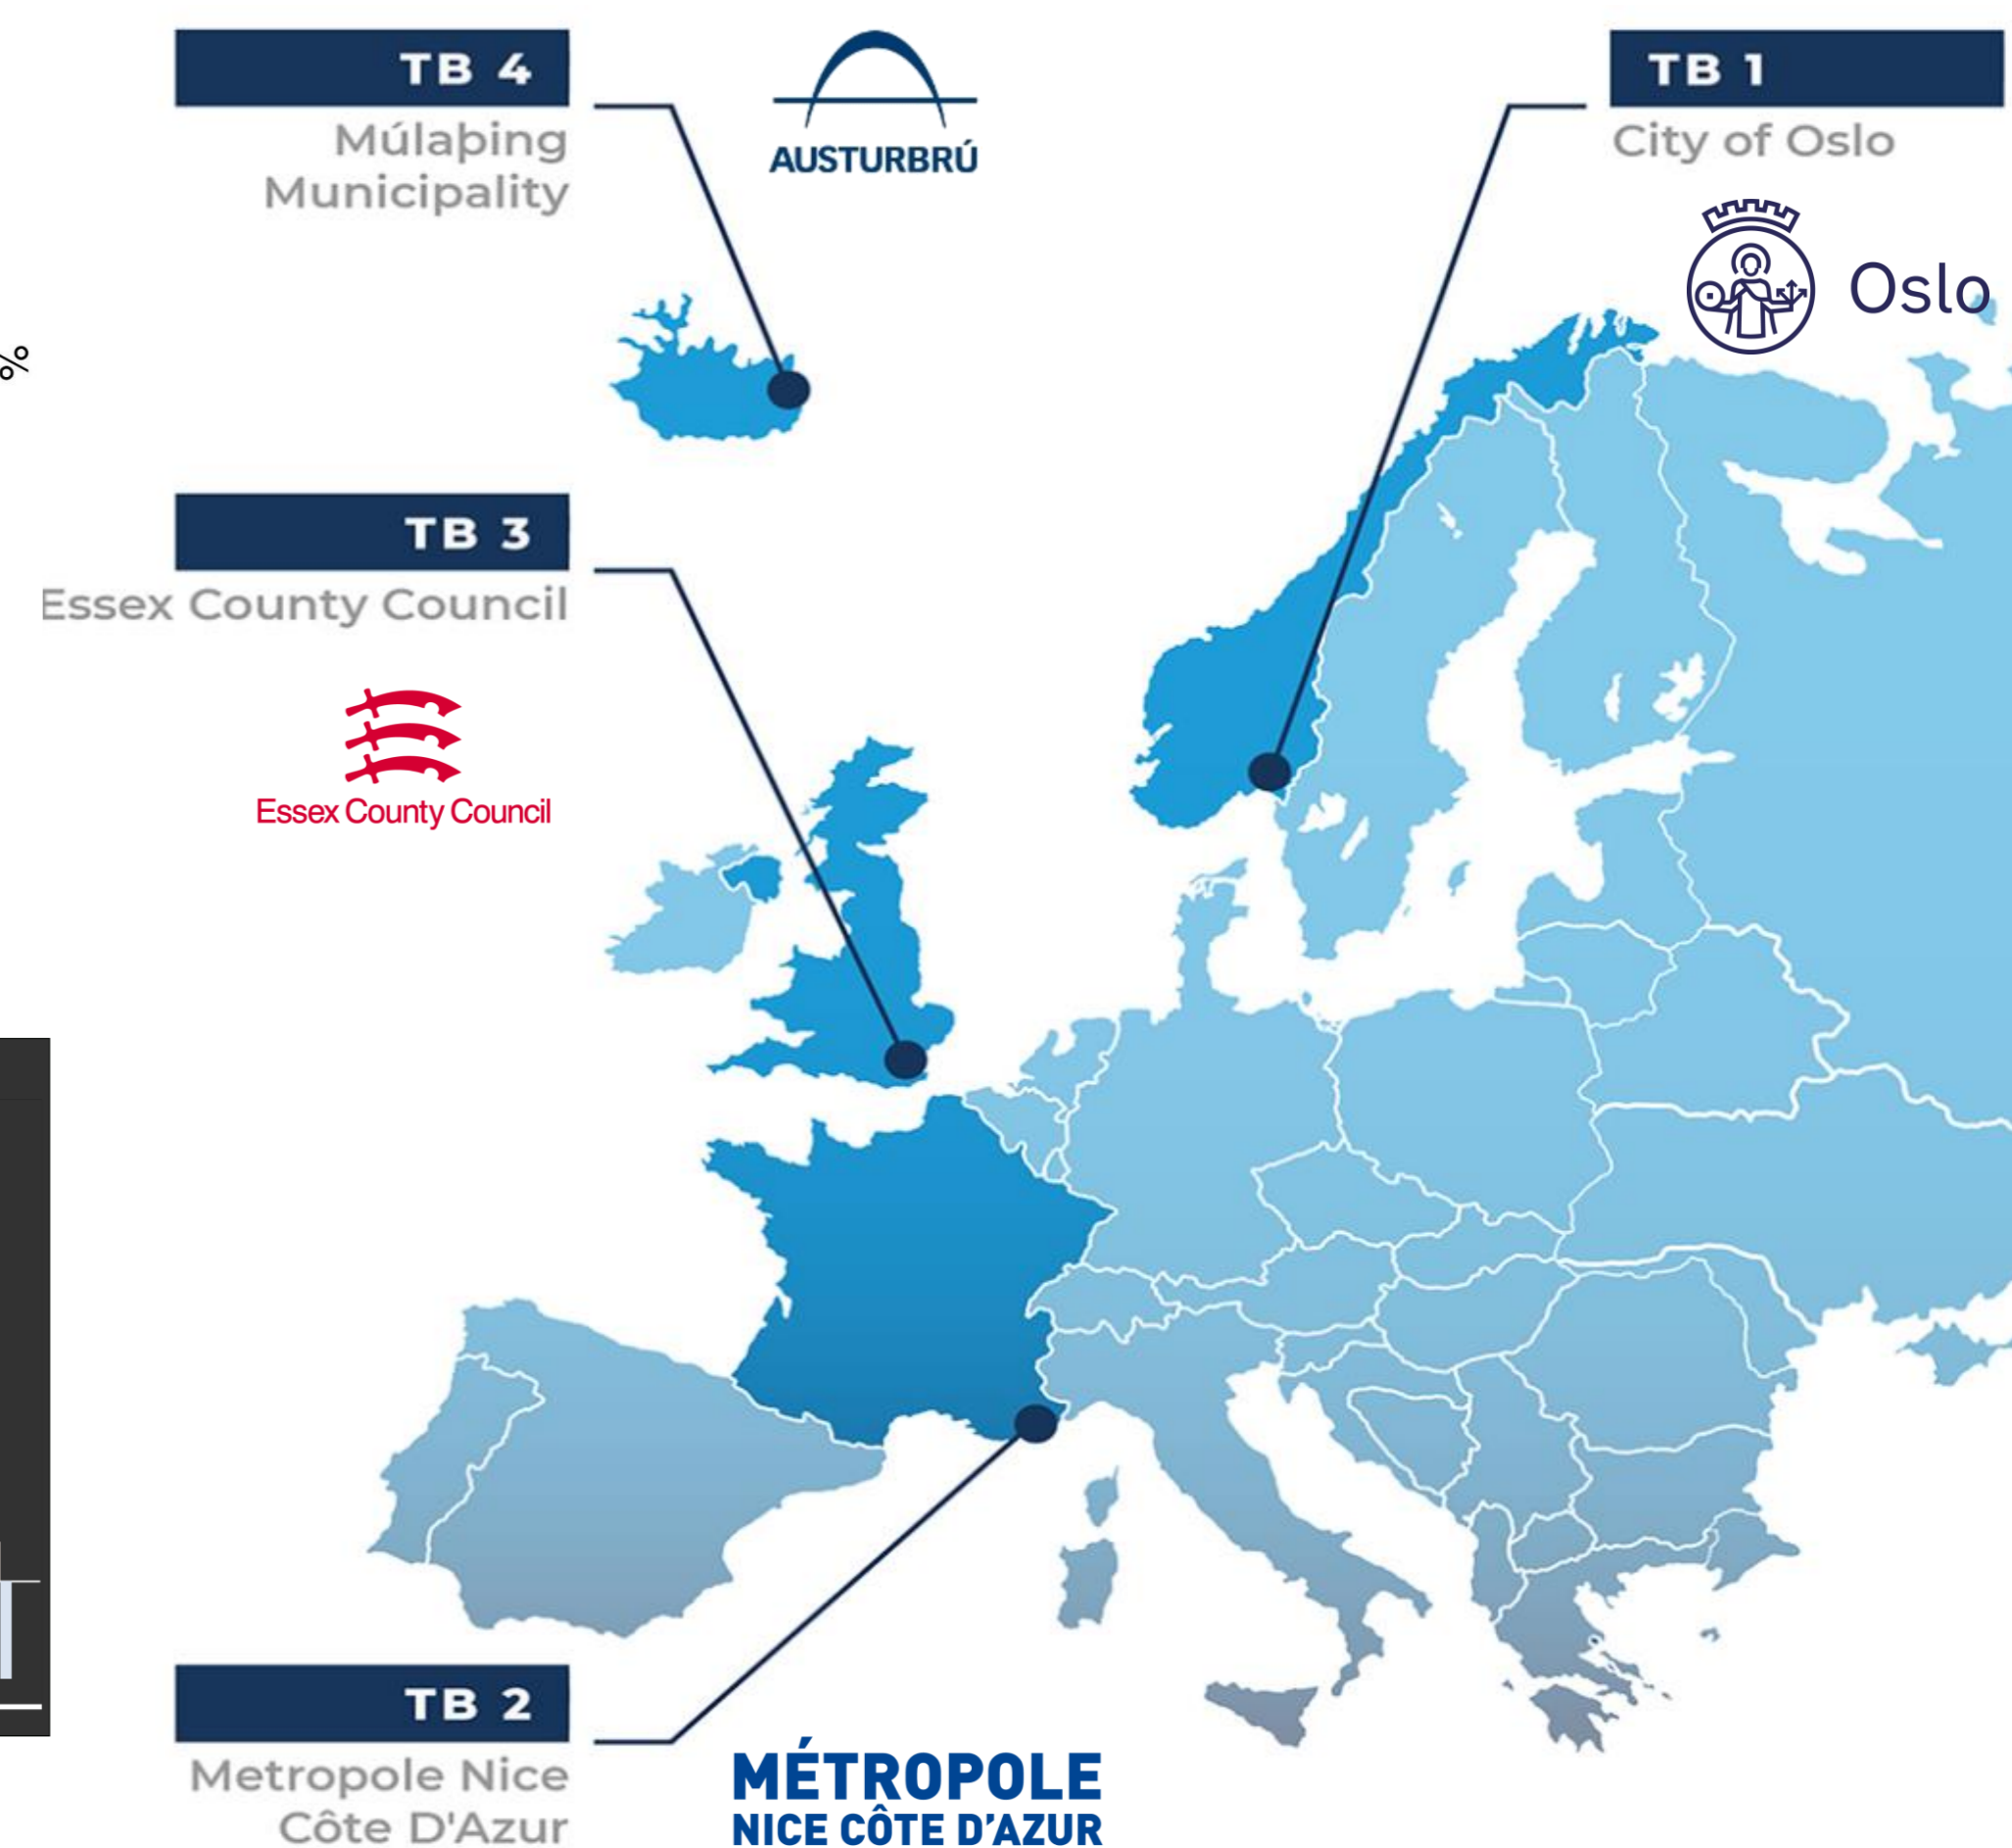 TB 4
Múlaþing
Municipality
AUSTURBRÚ
TB 1
City of Oslo
Oslo
%
TB 3
Essex County Council
Essex County Council
TB 2
Metropole Nice
Côte D'Azur
MÉTROPOLE
NICE CÔTE D'AZUR